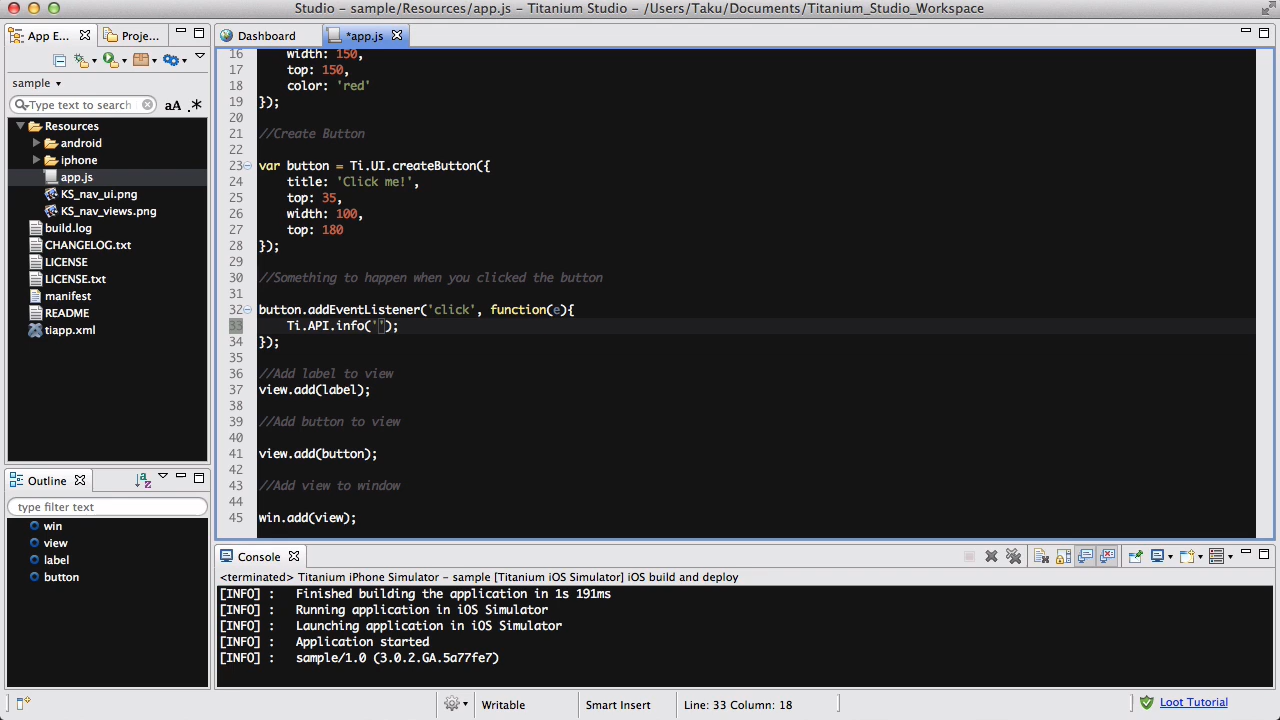 Studio – sample/Resources/app.js – Titanium Studio – /Users/Taku/Documents/Titanium_Studio_Workspace
App E...
Proje...
sample
Type text to search
aA .*
Resources
android
iphone
app.js
KS_nav_ui.png
KS_nav_views.png
build.log
CHANGELOG.txt
LICENSE
LICENSE.txt
manifest
README
tiapp.xml
Outline
type filter text
win
view
label
button
Dashboard
*app.js
16 width: 150,
17 top: 150,
18 color: 'red'
19 });
20
21 //Create Button
22
23 var button = Ti.UI.createButton({
24 title: 'Click me!',
25 top: 35,
26 width: 100,
27 top: 180
28 });
29
30 //Something to happen when you clicked the button
31
32 button.addEventListener('click', function(e){
33 Ti.API.info('');
34 });
35
36 //Add label to view
37 view.add(label);
38
39 //Add button to view
40
41 view.add(button);
42
43 //Add view to window
44
45 win.add(view);
Console
<terminated> Titanium iPhone Simulator – sample [Titanium iOS Simulator] iOS build and deploy
[INFO] : Finished building the application in 1s 191ms
[INFO] : Running application in iOS Simulator
[INFO] : Launching application in iOS Simulator
[INFO] : Application started
[INFO] : sample/1.0 (3.0.2.GA.5a77fe7)
Writable
Smart Insert
Line: 33 Column: 18
Loot Tutorial